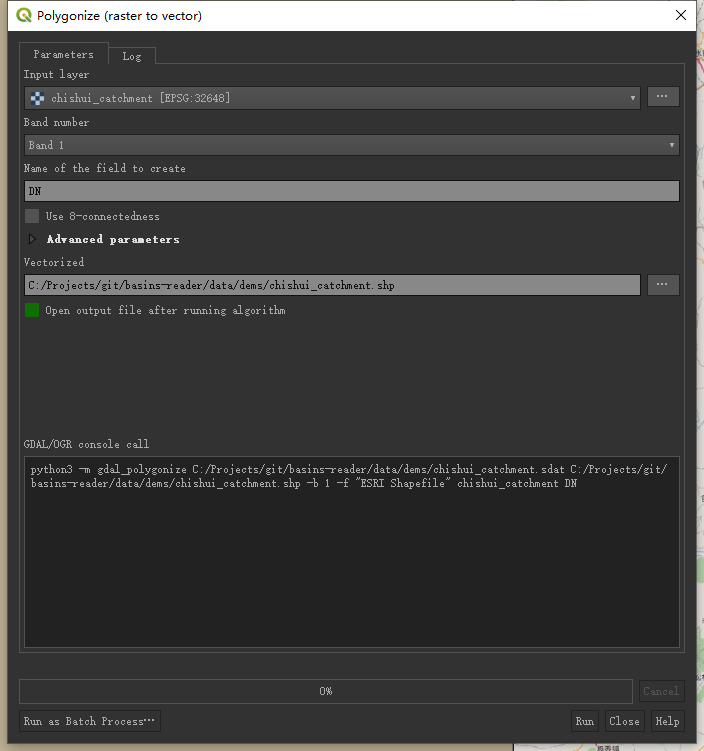 Polygonize (raster to vector)
Parameters
Log
Input layer
chishui_catchment [EPSG:32648]
...
Band number
Band 1
Name of the field to create
DN
Use 8-connectedness
Advanced parameters
Vectorized
C:/Projects/git/basins-reader/data/dems/chishui_catchment.shp
...
Open output file after running algorithm
GDAL/OGR console call
python3 -m gdal_polygonize C:/Projects/git/basins-reader/data/dems/chishui_catchment.sdat C:/Projects/git/
basins-reader/data/dems/chishui_catchment.shp -b 1 -f "ESRI Shapefile" chishui_catchment DN
0%
Cancel
Run as Batch Process...
Run
Close
Help